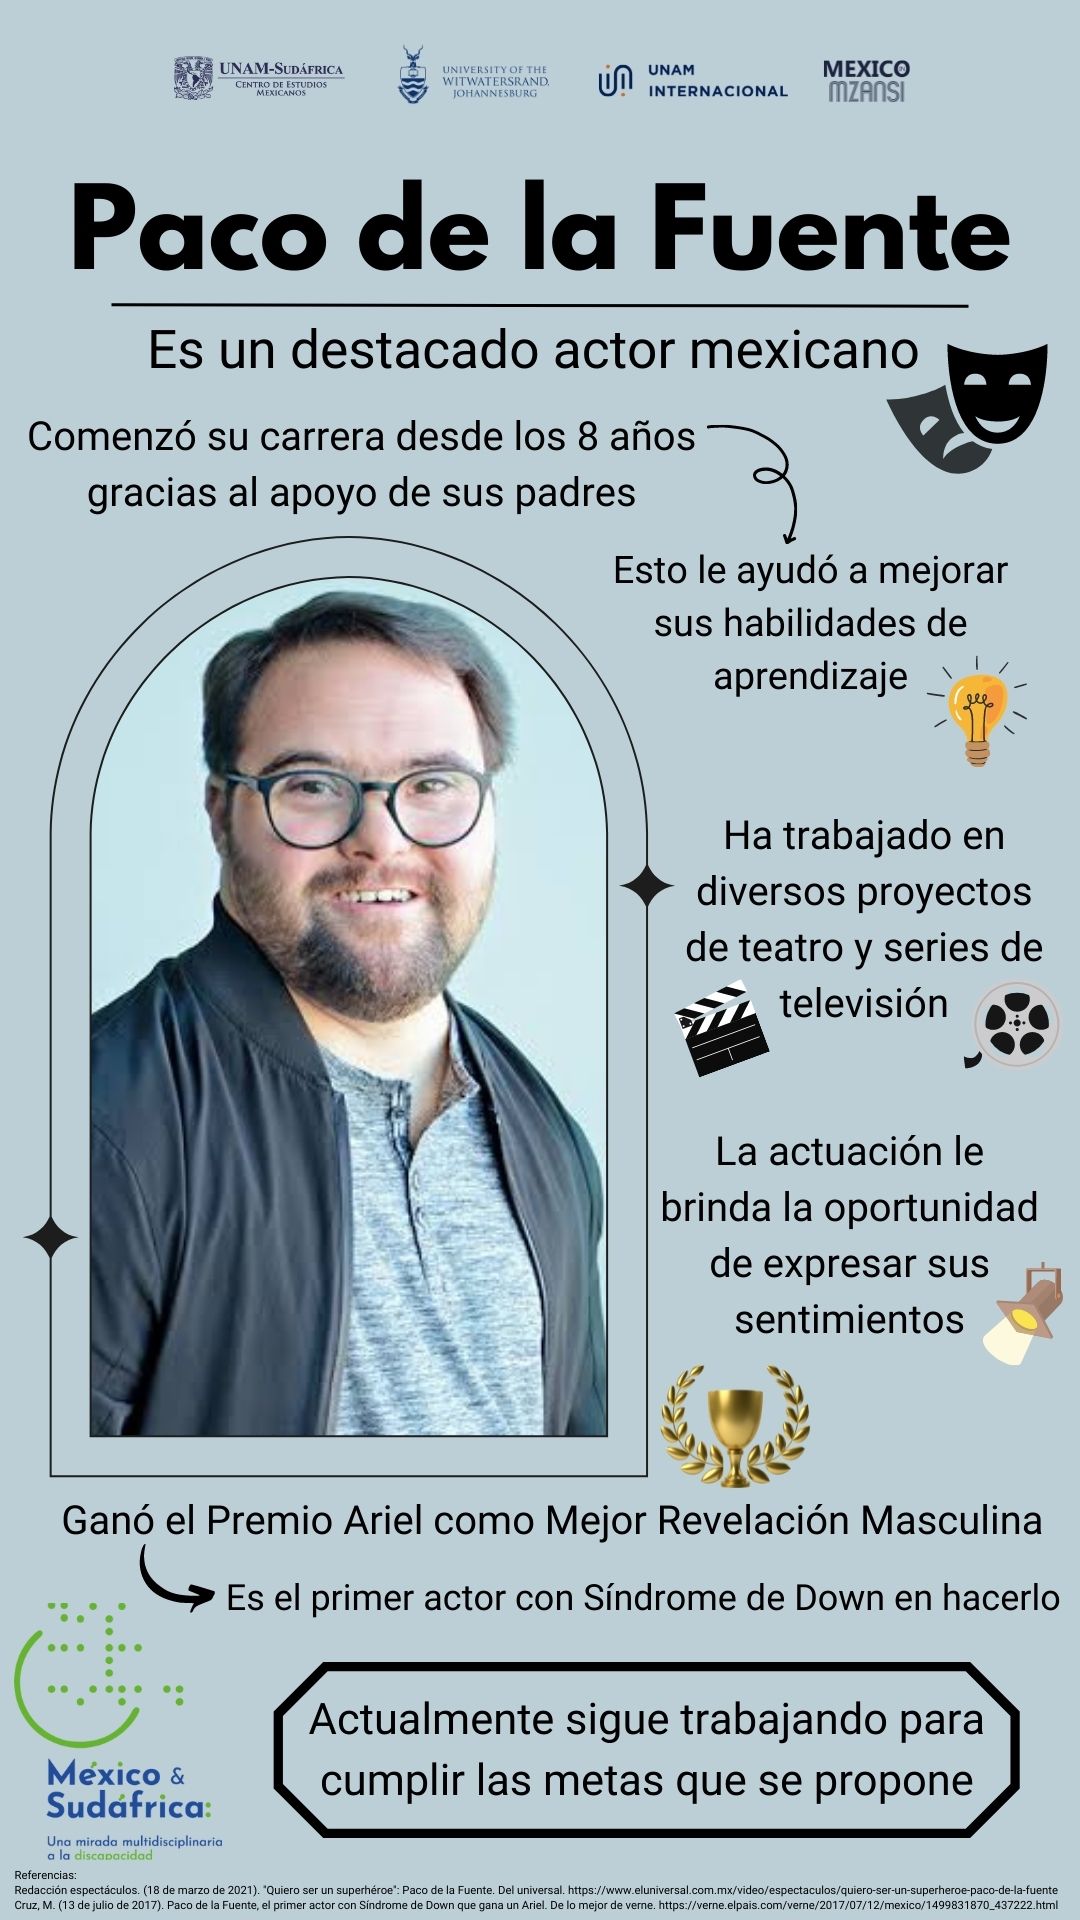 UNAM-SUDÁFRICA
CENTRO DE ESTUDIOS
MEXICANOS
UNIVERSITY OF THE
WITWATERSRAND,
JOHANNESBURG
UNAM
INTERNACIONAL
MEXICO
IN
MZANSI
Paco de la Fuente
Es un destacado actor mexicano
Comenzó su carrera desde los 8 años
gracias al apoyo de sus padres
Esto le ayudó a mejorar
sus habilidades de
aprendizaje
Ha trabajado en
diversos proyectos
de teatro y series de
televisión
La actuación le
brinda la oportunidad
de expresar sus
sentimientos
Ganó el Premio Ariel como Mejor Revelación Masculina
Es el primer actor con Síndrome de Down en hacerlo
Actualmente sigue trabajando para
cumplir las metas que se propone
México &
Sudáfrica:
Una mirada multidisciplinaria
a la discapacidad
Referencias:
Redacción espectáculos. (18 de marzo de 2021). "Quiero ser un superhéroe": Paco de la Fuente. Del universal. https://www.eluniversal.com.mx/video/espectaculos/quiero-ser-un-superheroe-paco-de-la-fuente
Cruz, M. (13 de julio de 2017). Paco de la Fuente, el primer actor con Síndrome de Down que gana un Ariel. De lo mejor de verne. https://verne.elpais.com/verne/2017/07/12/mexico/1499831870_437222.html